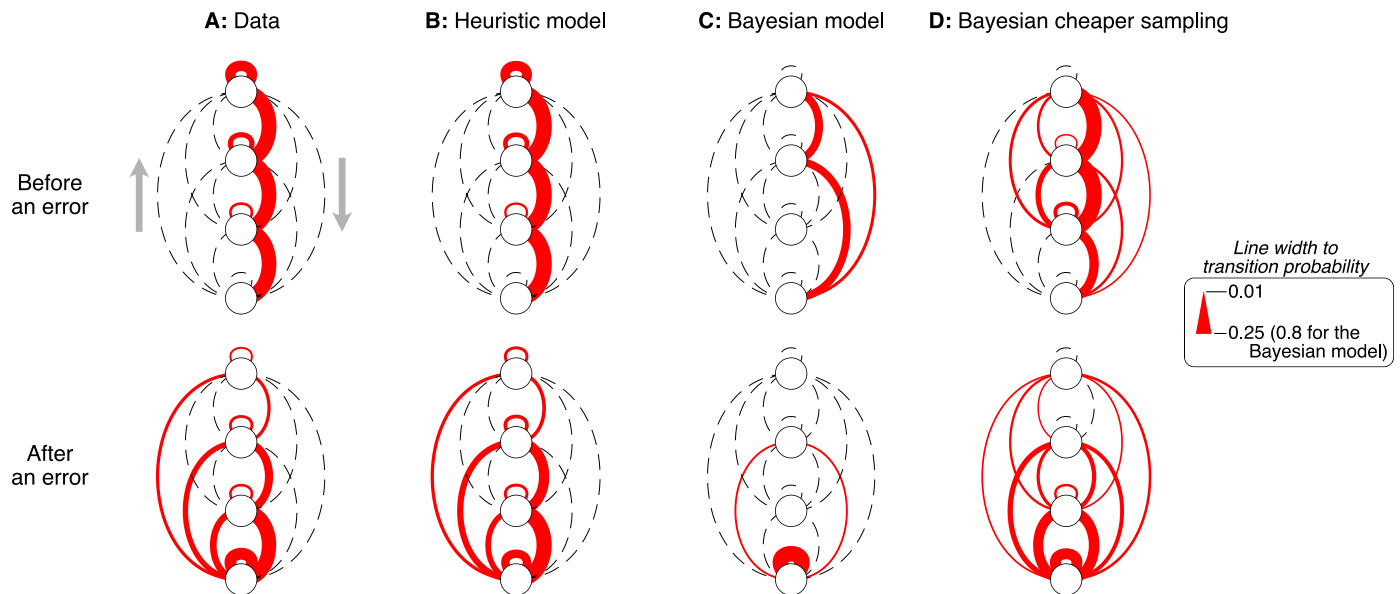 A: Data
B: Heuristic model
C: Bayesian model
D: Bayesian cheaper sampling
Before
an error
Line width to
transition probability
0.01
0.25 (0.8 for the
Bayesian model)
After
an error